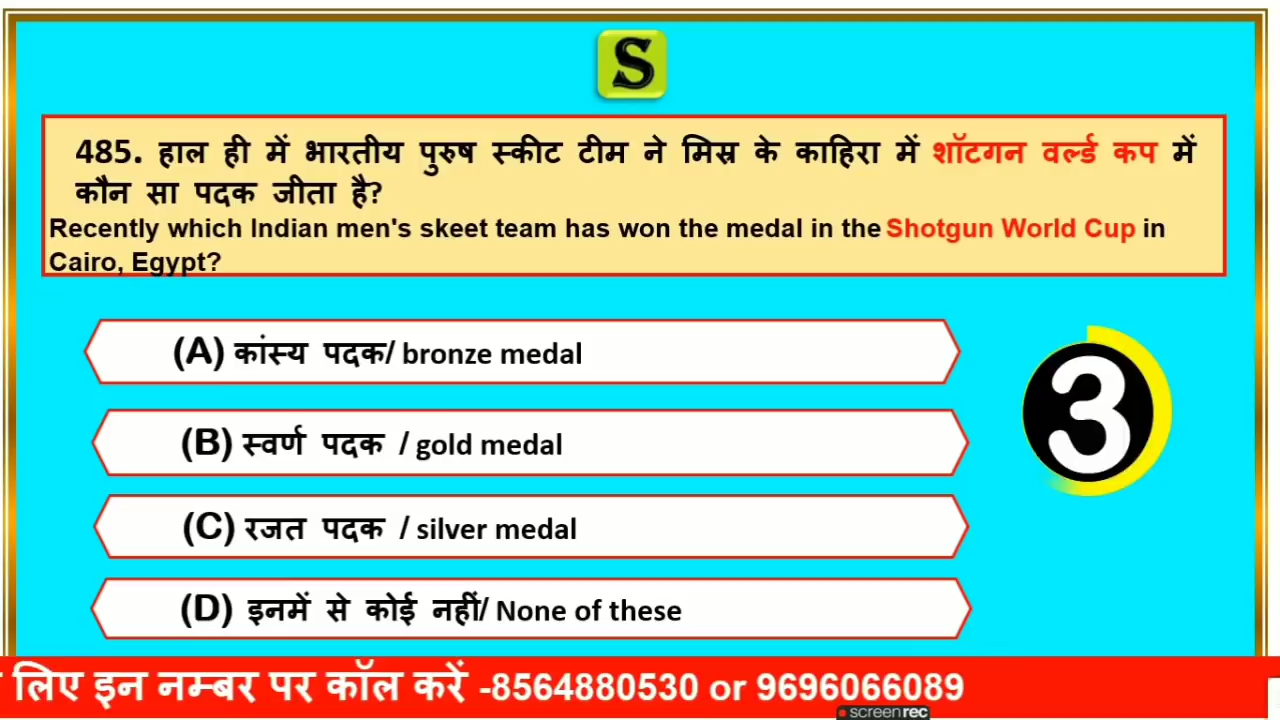 S
485. हाल ही में भारतीय पुरुष स्कीट टीम ने मिस्र के काहिरा में शॉटगन वर्ल्ड कप में
कौन सा पदक जीता है?
Recently which Indian men's skeet team has won the medal in the Shotgun World Cup in
Cairo, Egypt?
(A) कांस्य पदक/ bronze medal
(B) स्वर्ण पदक / gold medal
(C) रजत पदक / silver medal
(D) इनमें से कोई नहीं/ None of these
3
लिए इन नम्बर पर कॉल करें -8564880530 or 9696066089
screenrec